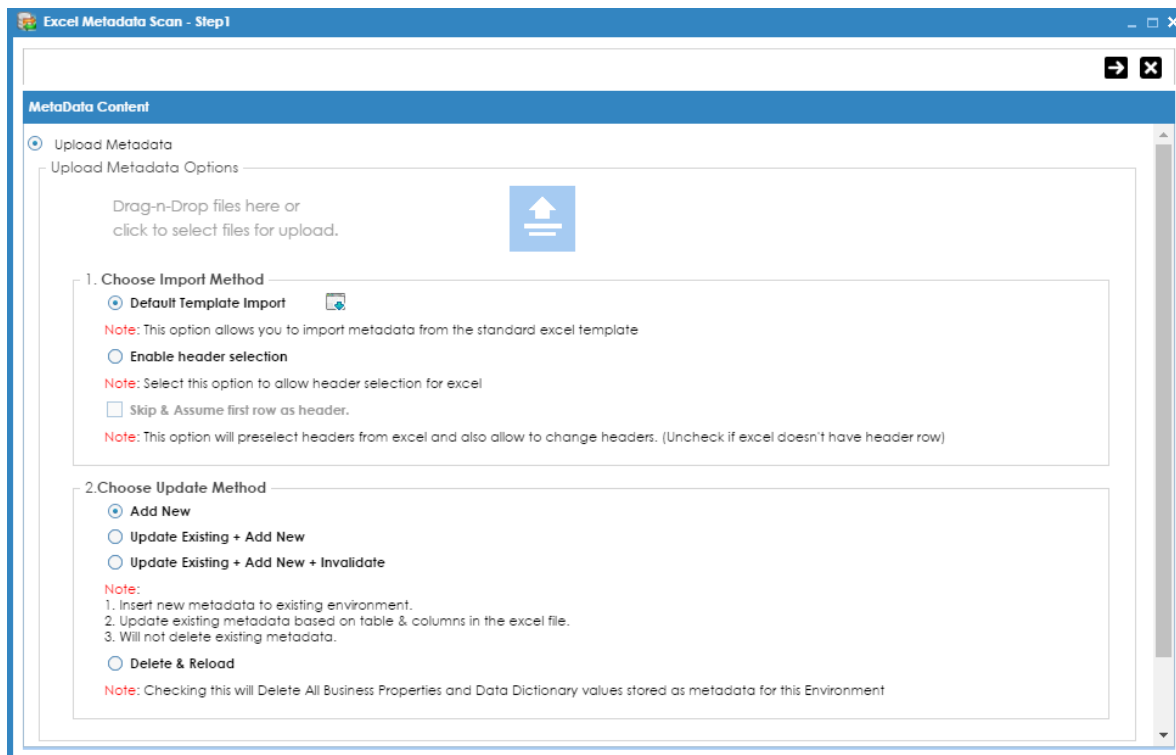 Excel Metadata Scan - Step1
MetaData Content
Upload Metadata
Upload Metadata Options
Drag-n-Drop files here or
click to select files for upload.
1. Choose Import Method
Default Template Import
Note: This option allows you to import metadata from the standard excel template
Enable header selection
Note: Select this option to allow header selection for excel
Skip & Assume first row as header.
Note: This option will preselect headers from excel and also allow to change headers. (Uncheck if excel doesn't have header row)
2.Choose Update Method
Add New
Update Existing + Add New
Update Existing + Add New + Invalidate
Note:
1. Insert new metadata to existing environment.
2. Update existing metadata based on table & columns in the excel file.
3. Will not delete existing metadata.
Delete & Reload
Note: Checking this will Delete All Business Properties and Data Dictionary values stored as metadata for this Environment